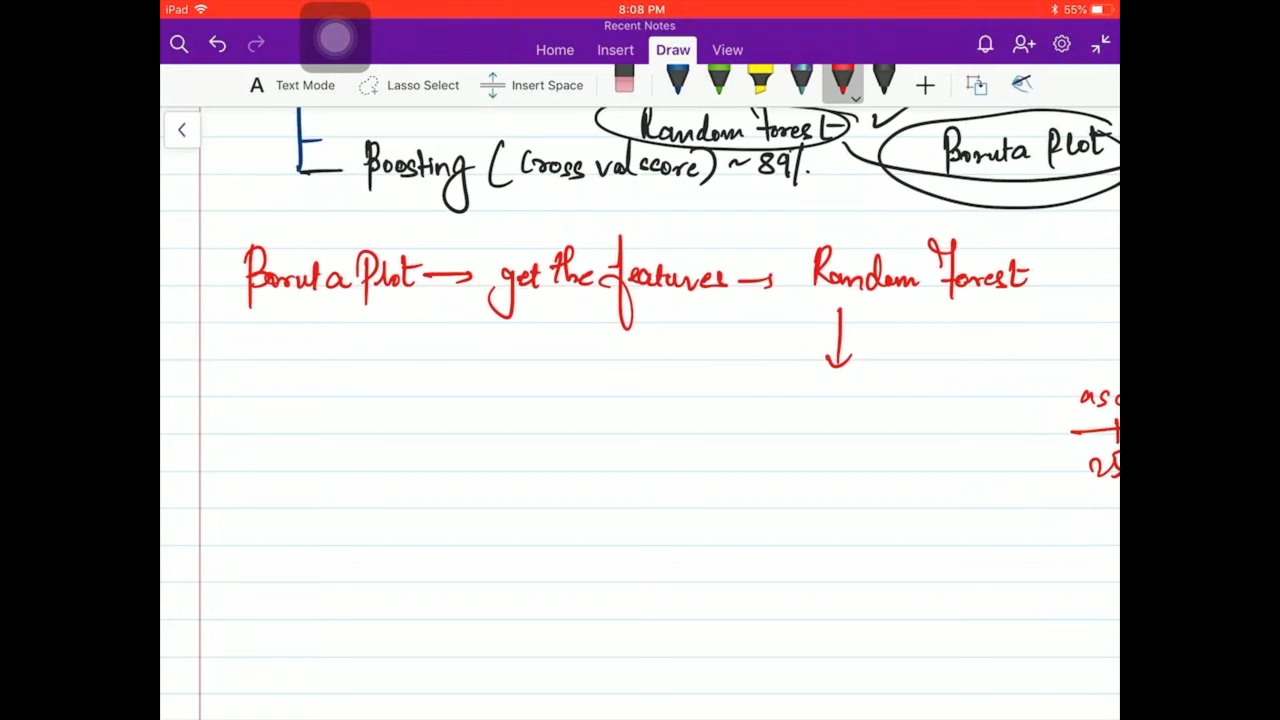 iPad 8:08 PM 55%
Recent Notes
Home Insert Draw View
A Text Mode Lasso Select Insert Space
Random Forest
Boruta Plot
Boosting (Cross val score) ~ 89%.
Boruta Plot → get the features → Random Forest